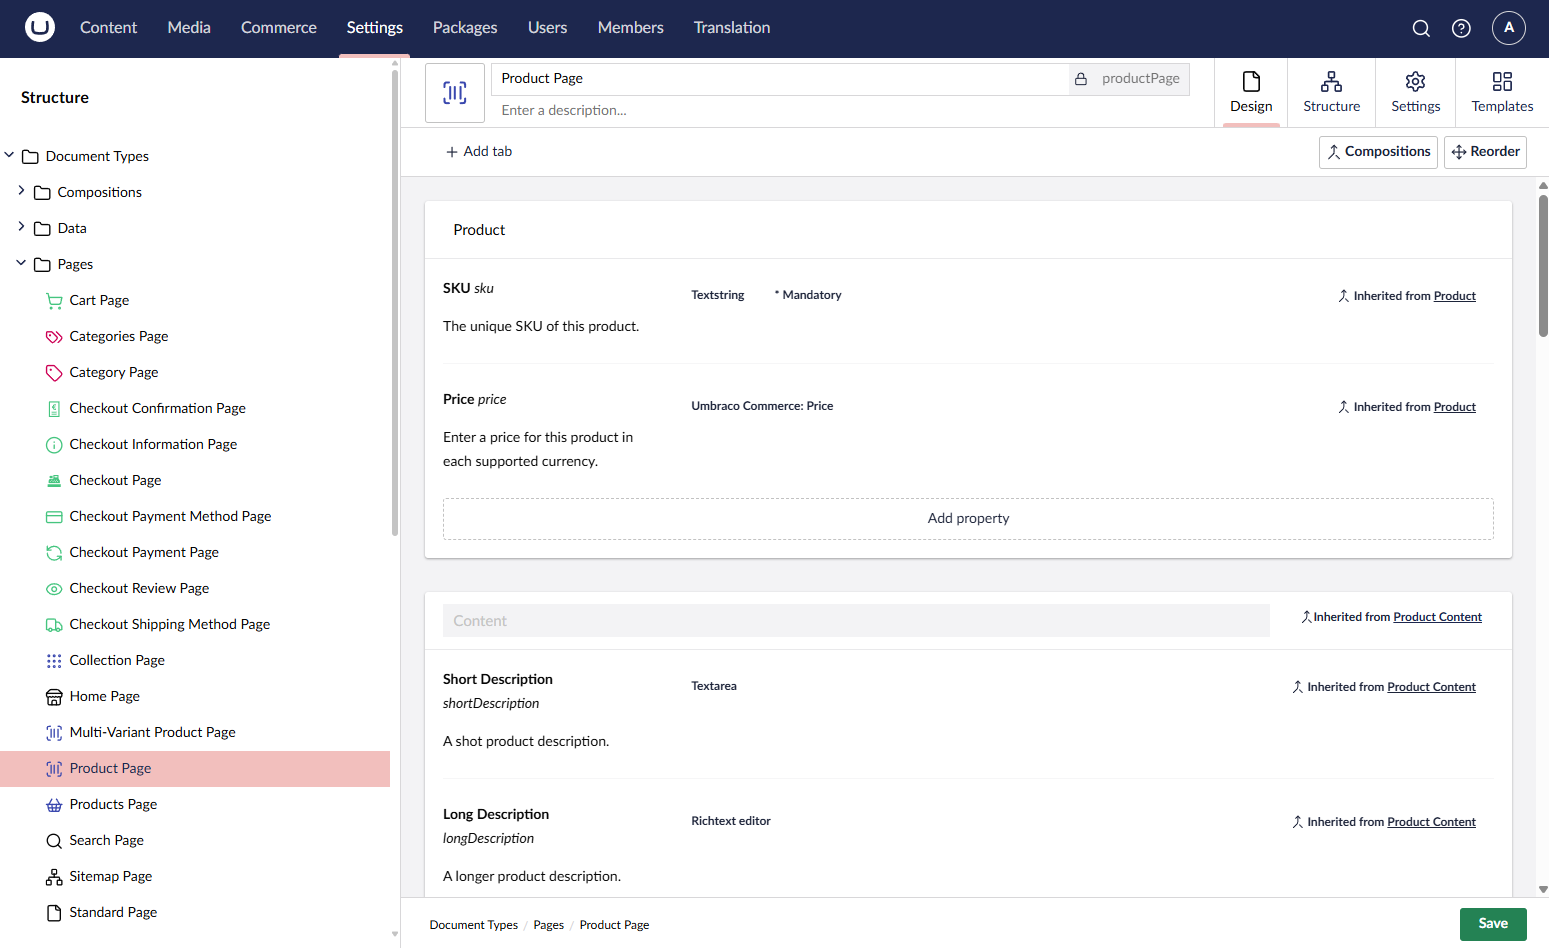 Content Media Commerce Settings Packages Users Members Translation A
Structure
Document Types
Compositions
Data
Pages
Cart Page
Categories Page
Category Page
Checkout Confirmation Page
Checkout Information Page
Checkout Page
Checkout Payment Method Page
Checkout Payment Page
Checkout Review Page
Checkout Shipping Method Page
Collection Page
Home Page
Multi-Variant Product Page
Product Page
Products Page
Search Page
Sitemap Page
Standard Page
Product Page productPage
Enter a description...
Design Structure Settings Templates
Add tab Compositions Reorder
Product
SKU sku Textstring * Mandatory Inherited from Product
The unique SKU of this product.
Price price Umbraco Commerce: Price Inherited from Product
Enter a price for this product in
each supported currency.
Add property
Content Inherited from Product Content
Short Description Textarea Inherited from Product Content
shortDescription
A shot product description.
Long Description Richtext editor Inherited from Product Content
longDescription
A longer product description.
Document Types / Pages / Product Page Save